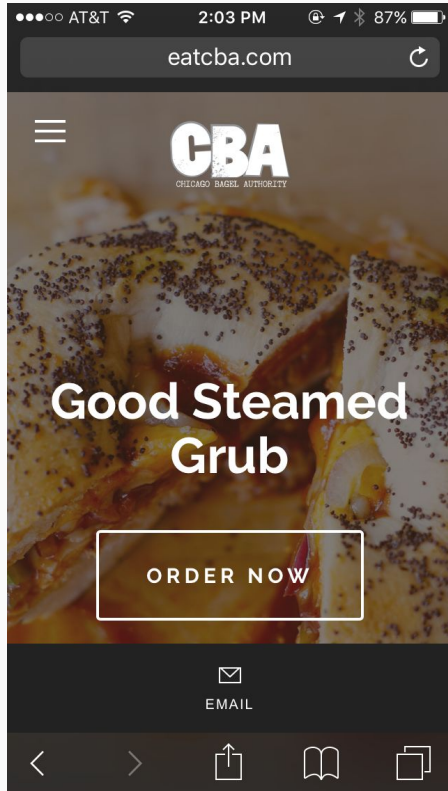 AT&T 2:03 PM 87%
eatcba.com
CBA
CHICAGO BAGEL AUTHORITY
Good Steamed
Grub
ORDER NOW
EMAIL